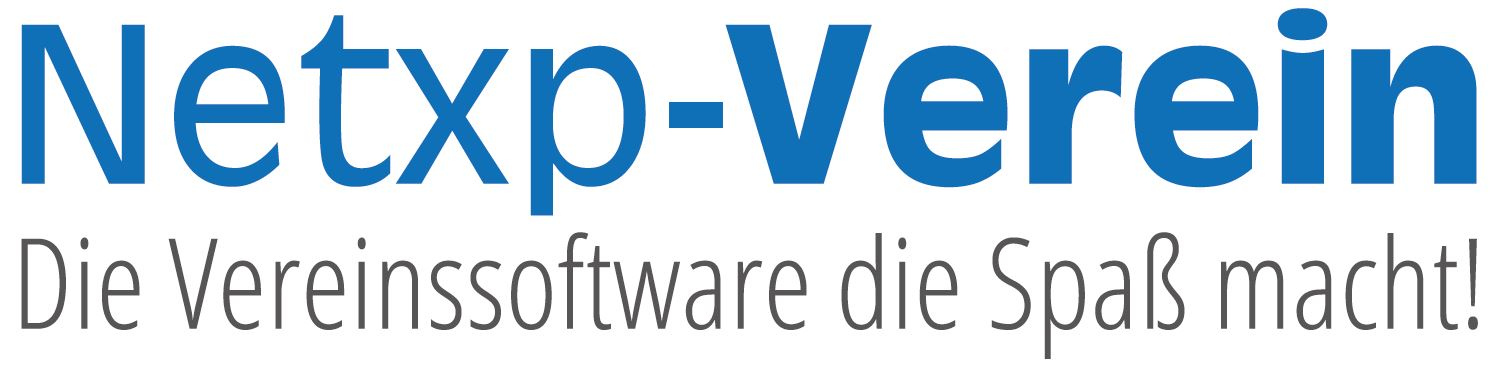 Netxp-Verein
Die Vereinssoftware die Spaß macht!